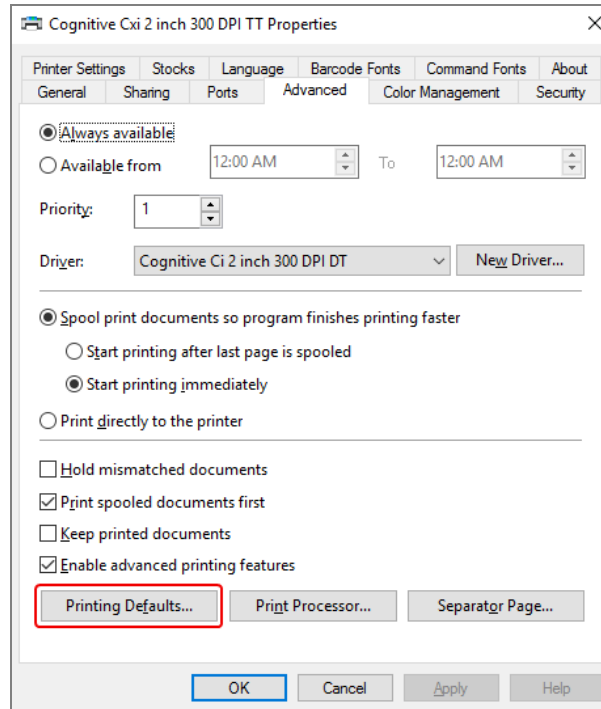 Cognitive Cxi 2 inch 300 DPI TT Properties
Printer Settings Stocks Language Barcode Fonts Command Fonts About
General Sharing Ports Advanced Color Management Security
Always available
Available from 12:00 AM To 12:00 AM
Priority: 1
Driver: Cognitive Ci 2 inch 300 DPI DT New Driver...
Spool print documents so program finishes printing faster
Start printing after last page is spooled
Start printing immediately
Print directly to the printer
Hold mismatched documents
Print spooled documents first
Keep printed documents
Enable advanced printing features
Printing Defaults... Print Processor... Separator Page...
OK Cancel Apply Help